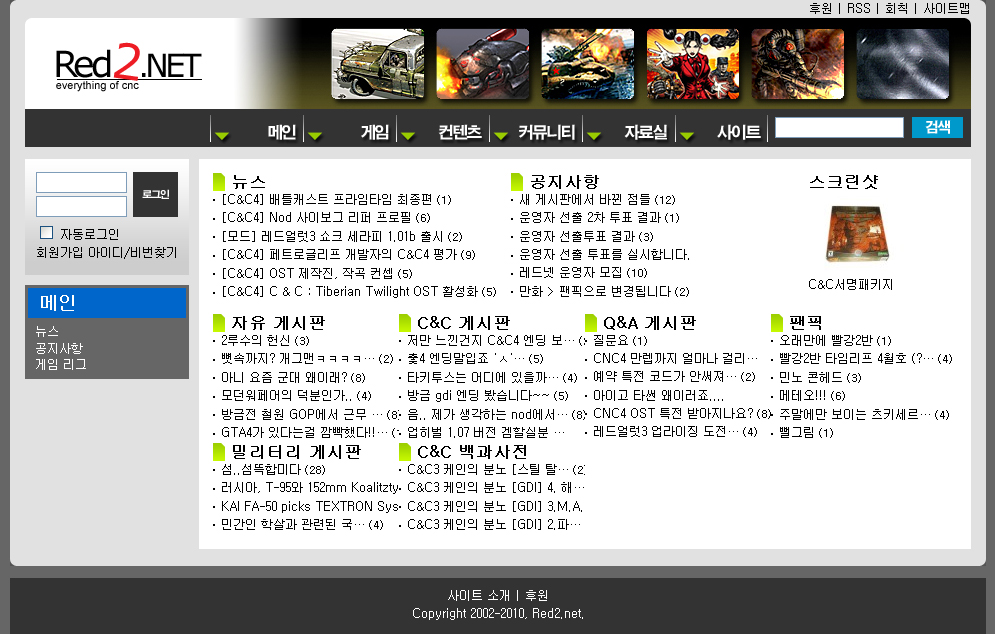 후원 | RSS | 회칙 | 사이트맵
Red2.NET
everything of cnc
메인 게임 컨텐츠 커뮤니티 자료실 사이트 검색
로그인
자동로그인
회원가입 아이디/비번찾기
메인
뉴스
공지사항
게임 리그
뉴스
· [C&C4] 배틀캐스트 프라임타임 최종편 (1)
· [C&C4] Nod 사이보그 리퍼 프로필 (6)
· [모드] 레드얼럿3 쇼크 세라피 1.01b 출시 (2)
· [C&C4] 페트로글리프 개발자의 C&C4 평가 (9)
· [C&C4] OST 제작진, 작곡 컨셉 (5)
· [C&C4] C & C : Tiberian Twilight OST 활성화 (5)
공지사항
· 새 게시판에서 바뀐 점들 (12)
· 운영자 선출 2차 투표 결과 (1)
· 운영자 선출투표 결과 (3)
· 운영자 선출 투표를 실시합니다.
· 레드넷 운영자 모집 (10)
· 만화 > 팬픽으로 변경됩니다 (2)
스크린샷
C&C서명패키지
자유 게시판
· 2루수의 헌신 (3)
· 뼛속까지? 개그맨ㅋㅋㅋㅋ… (2)
· 아니 요즘 군대 왜이래? (8)
· 모던워페어의 덕분인가.. (4)
· 방금전 철원 GOP에서 근무 … (8
· GTA4가 있다는걸 깜빡했다!!… (
C&C 게시판
· 저만 느낀건지 C&C4 엔딩 보… (
· 춫4 엔딩말입죠 'ㅅ'… (5)
· 타키투스는 어디에 있을까… (4)
· 방금 gdi 엔딩 봤습니다~~ (5)
· 음.. 제가 생각하는 nod에서… (8)
· 업히벌 1.07 버전 겜할실분 …
Q&A 게시판
· 질문요 (1)
· CNC4 만렙까지 얼마나 걸리…
· 예약 특전 코드가 안써져… (2)
· 아이고 타싼 왜이러죠....
· CNC4 OST 특전 받아지나요? (8)
· 레드얼럿3 업라이징 도전… (4)
팬픽
· 오래만에 빨강2반 (1)
· 빨강2반 타임리프 4월호 (?… (4)
· 민노 콘헤드 (3)
· 메테오!!! (6)
· 주말에만 보이는 츠키세르… (4)
· 뻘그림 (1)
밀리터리 게시판
· 섬..섬뜩합미다 (28)
· 러시아, T-95와 152mm Koalitzty
· KAI FA-50 picks TEXTRON Sys
· 민간인 학살과 관련된 국… (4)
C&C 백과사전
· C&C3 케인의 분노 [스틸 탈… (2)
· C&C3 케인의 분노 [GDI] 4. 해…
· C&C3 케인의 분노 [GDI] 3.M.A.
· C&C3 케인의 분노 [GDI] 2.파…
사이트 소개 | 후원
Copyright 2002-2010, Red2.net.